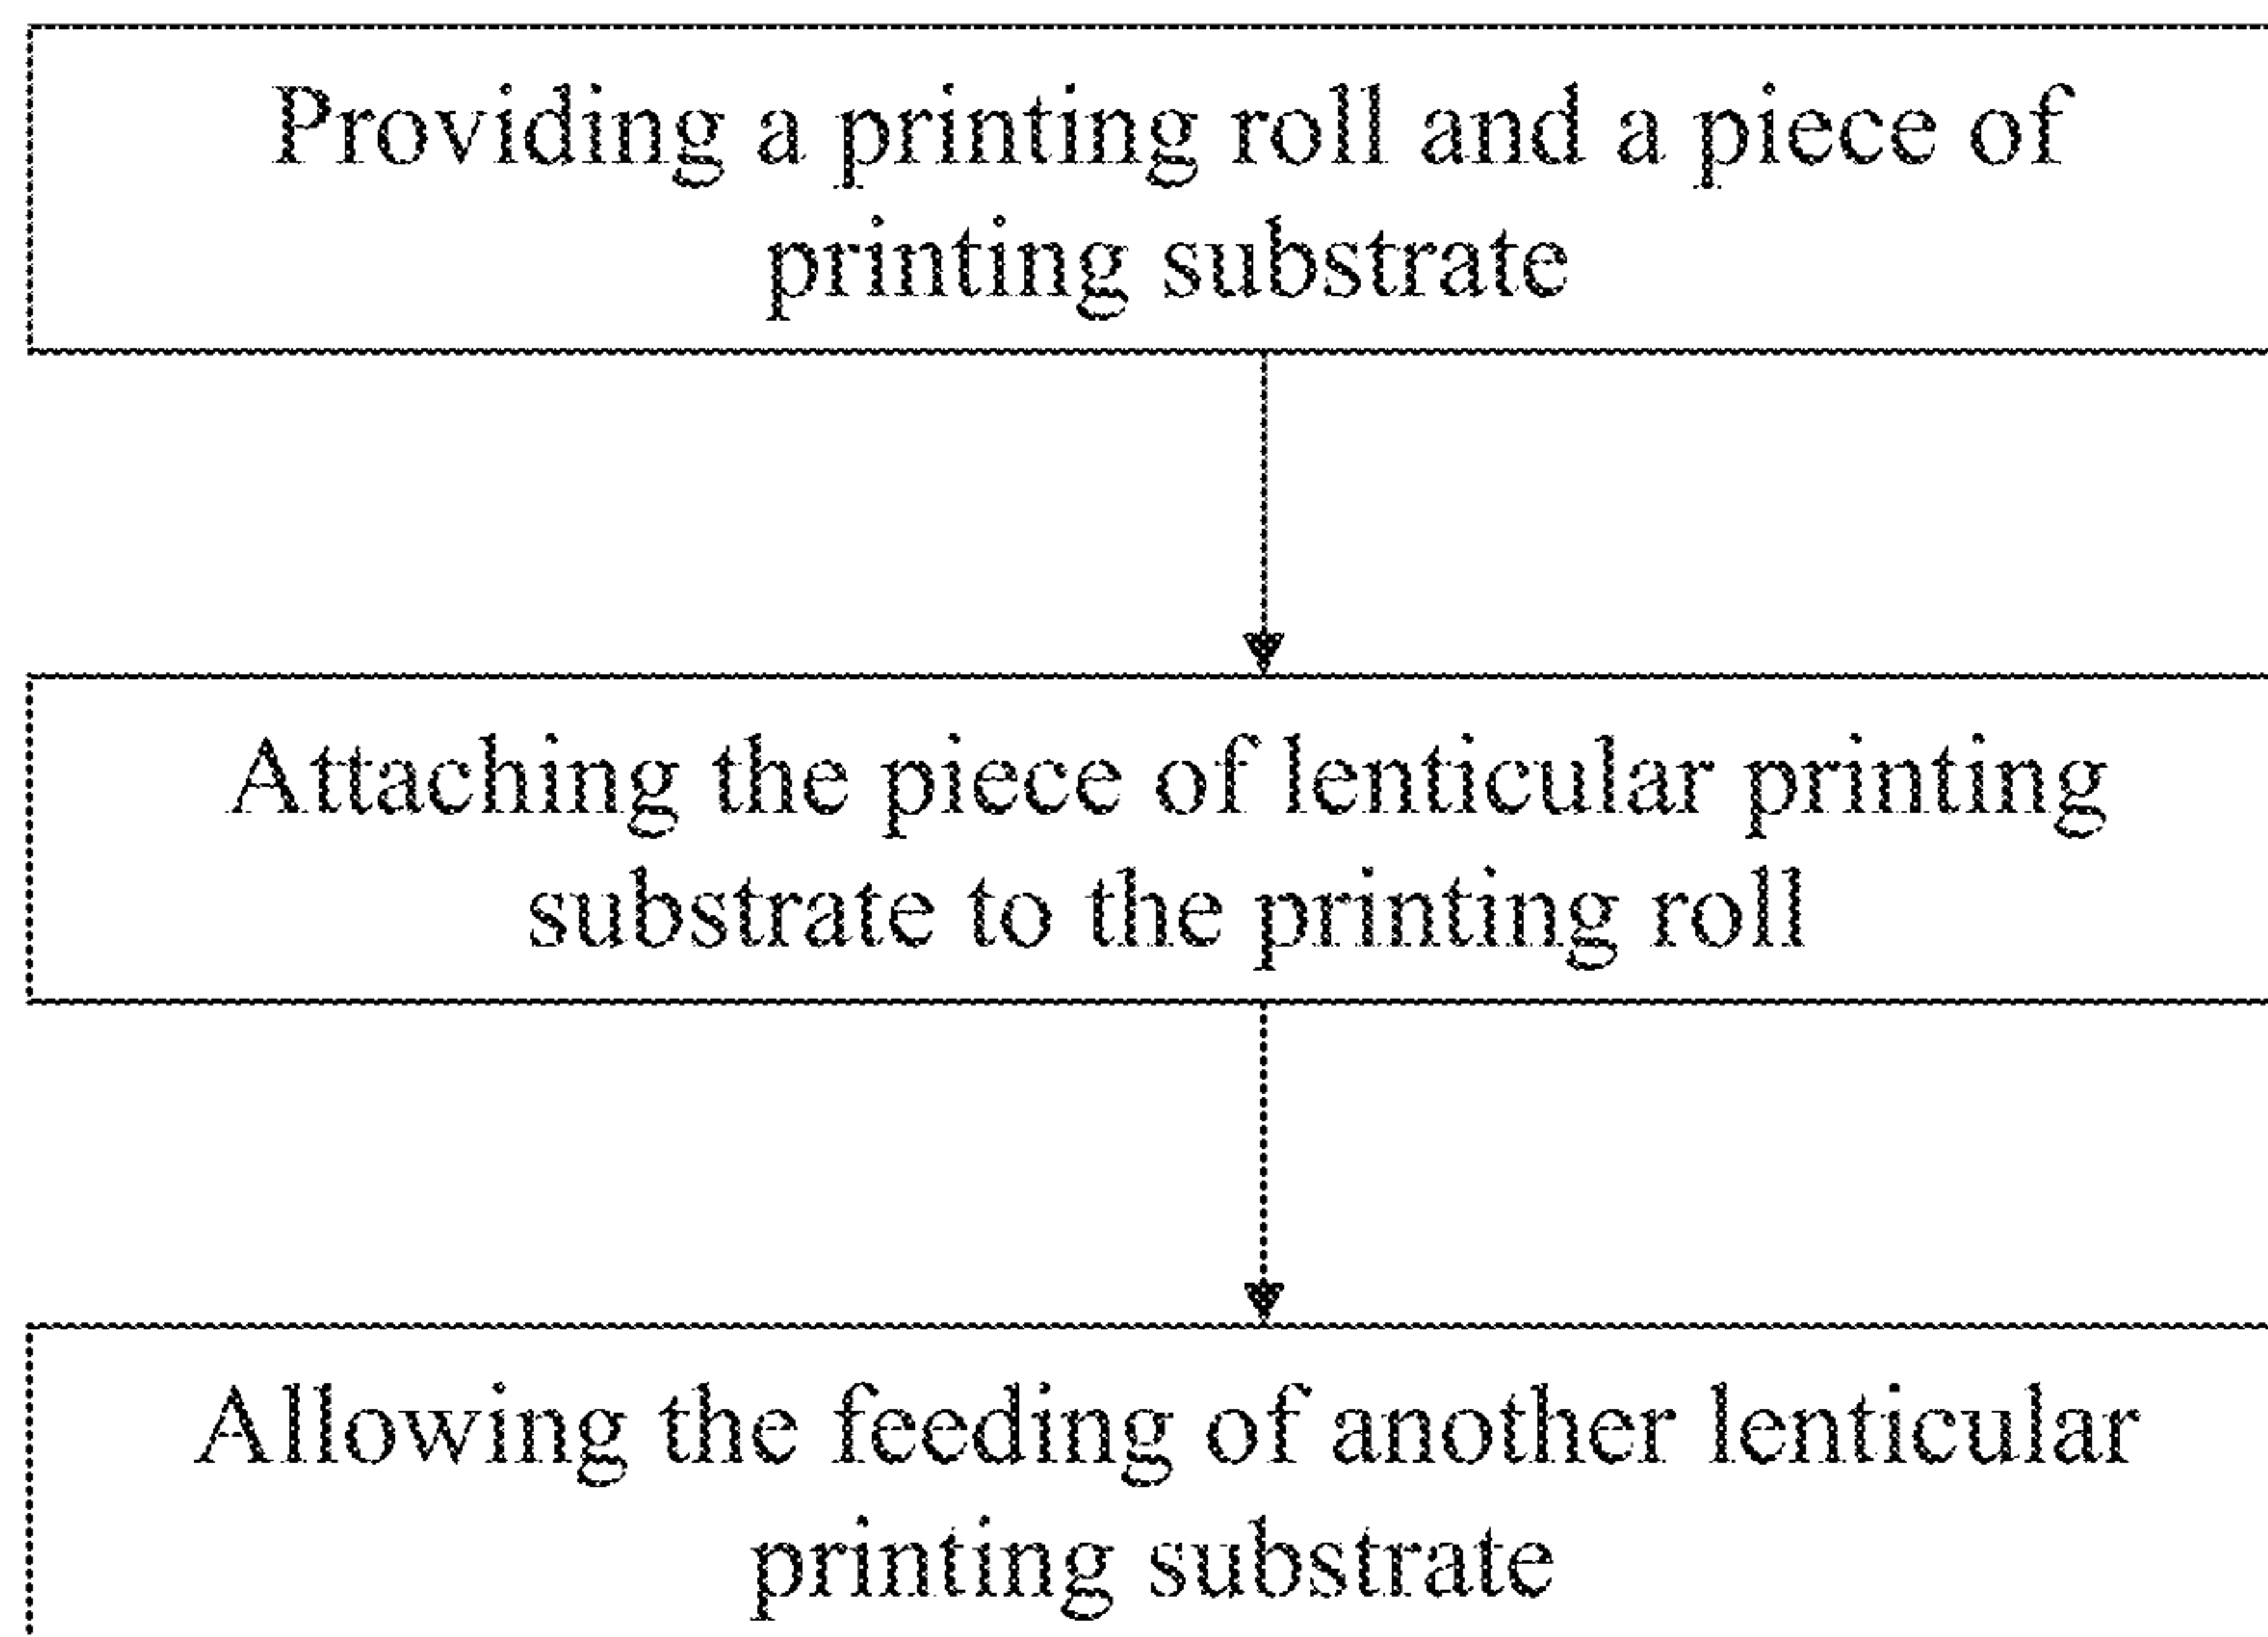 Providing a printing roll and a piece of
printing substrate
Attaching the piece of lenticular printing
substrate to the printing roll
Allowing the feeding of another lenticular
printing substrate